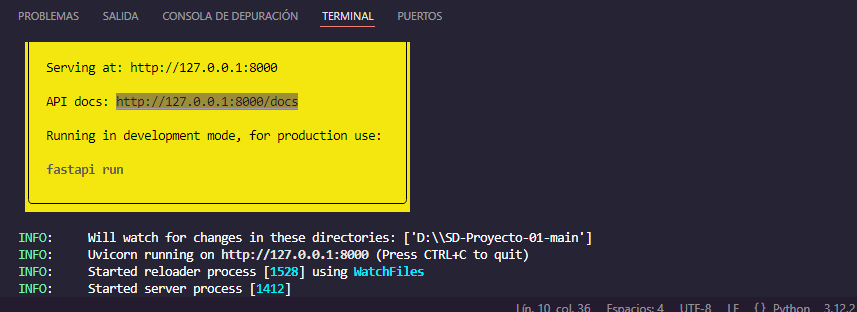 PROBLEMAS SALIDA CONSOLA DE DEPURACIÓN TERMINAL PUERTOS
Serving at: http://127.0.0.1:8000
API docs: http://127.0.0.1:8000/docs
Running in development mode, for production use:
fastapi run
INFO: Will watch for changes in these directories: ['D:\\SD-Proyecto-01-main']
INFO: Uvicorn running on http://127.0.0.1:8000 (Press CTRL+C to quit)
INFO: Started reloader process [1528] using WatchFiles
INFO: Started server process [1412]
Lín. 10, col. 36 Espacios: 4 UTF-8 LF {} Python 3.12.2